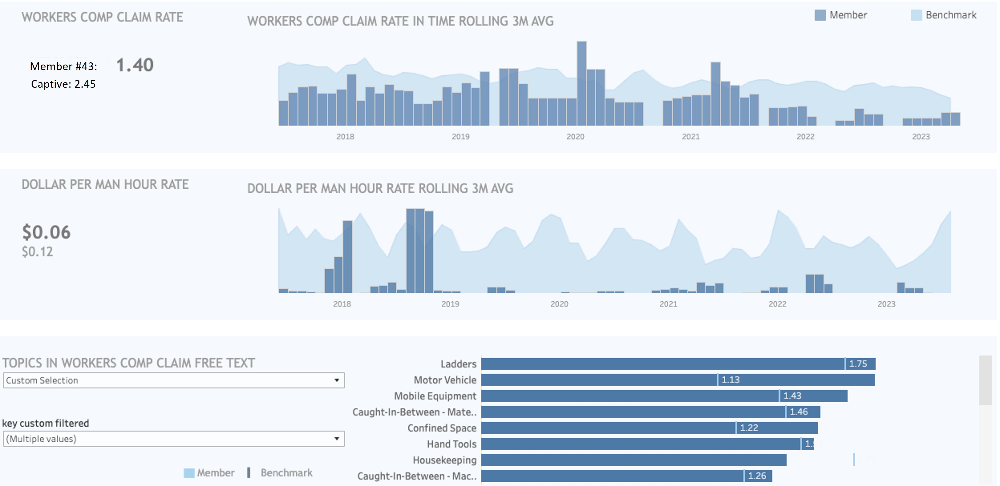 WORKERS COMP CLAIM RATE
Member #43: 1.40
Captive: 2.45
WORKERS COMP CLAIM RATE IN TIME ROLLING 3M AVG
Member
Benchmark
2018 2019 2020 2021 2022 2023
DOLLAR PER MAN HOUR RATE
$0.06
$0.12
DOLLAR PER MAN HOUR RATE ROLLING 3M AVG
2018 2019 2020 2021 2022 2023
TOPICS IN WORKERS COMP CLAIM FREE TEXT
Custom Selection
key custom filtered
(Multiple values)
Member
Benchmark
Ladders 1.75
Motor Vehicle 1.13
Mobile Equipment 1.43
Caught-In-Between - Mate.. 1.46
Confined Space 1.22
Hand Tools
Housekeeping
Caught-In-Between - Mac.. 1.26